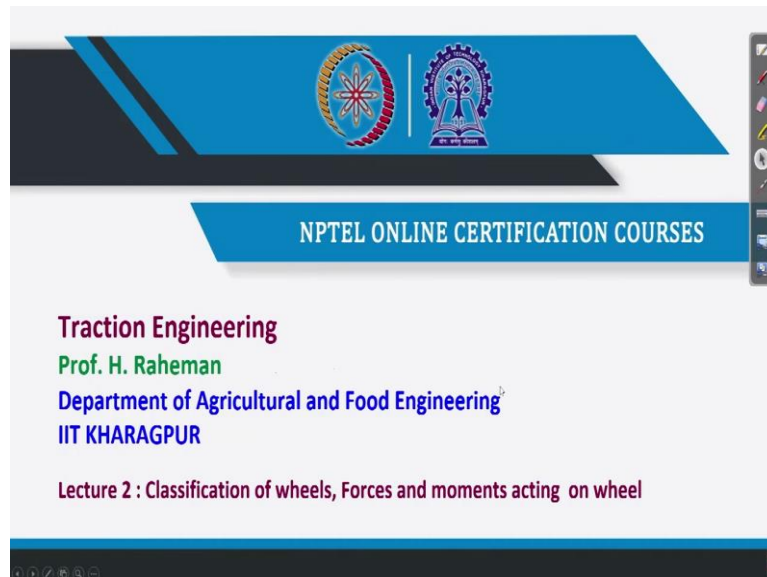 NPTEL ONLINE CERTIFICATION COURSES
Traction Engineering
Prof. H. Raheman
Department of Agricultural and Food Engineering
IIT KHARAGPUR
Lecture 2 : Classification of wheels, Forces and moments acting on wheel